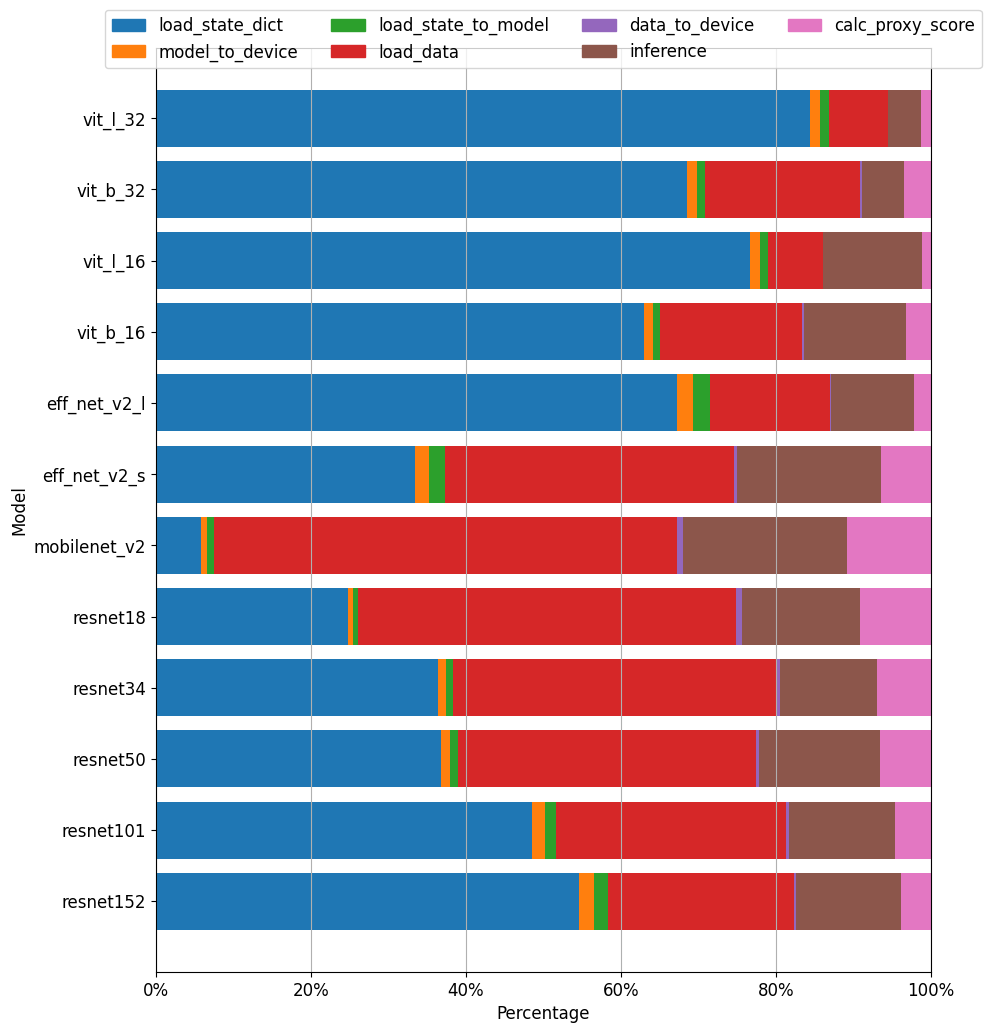 load_state_dict load_state_to_model data_to_device calc_proxy_score
model_to_device load_data inference
vit_l_32
vit_b_32
vit_l_16
vit_b_16
eff_net_v2_l
eff_net_v2_s
mobilenet_v2
resnet18
resnet34
resnet50
resnet101
resnet152
Model
0% 20% 40% 60% 80% 100%
Percentage